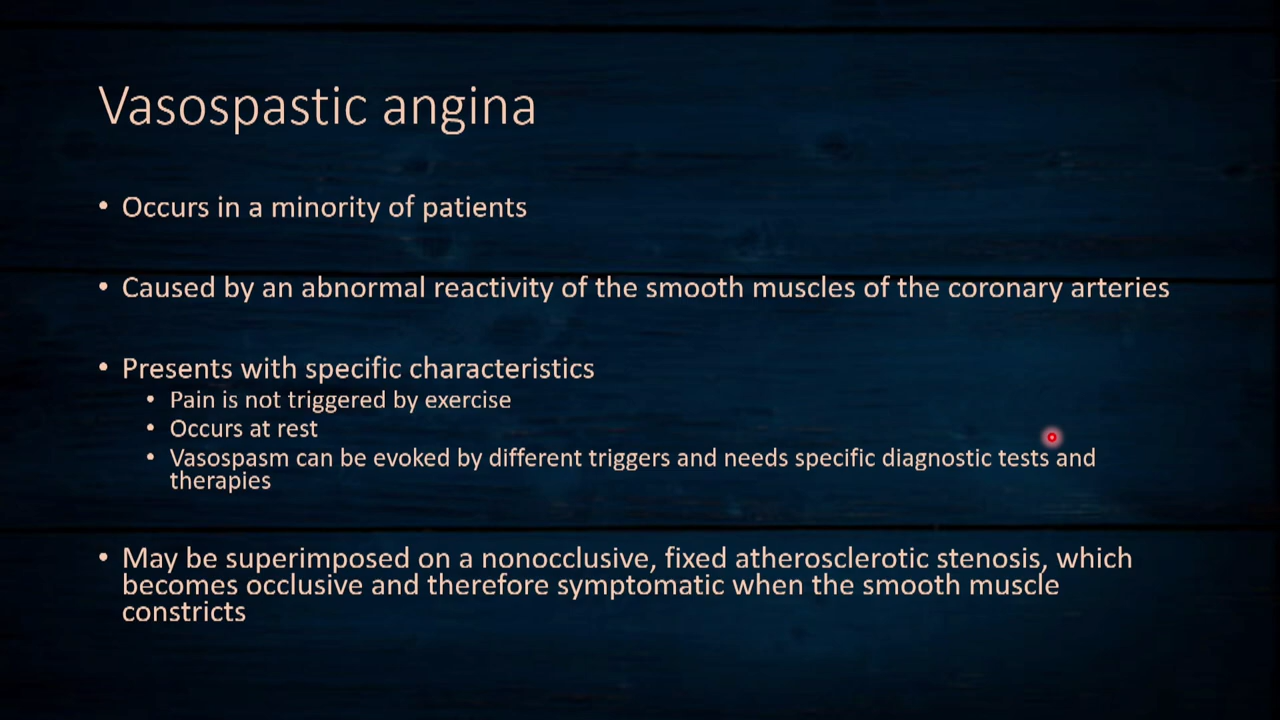 Vasospastic angina
• Occurs in a minority of patients
• Caused by an abnormal reactivity of the smooth muscles of the coronary arteries
• Presents with specific characteristics
• Pain is not triggered by exercise
• Occurs at rest
• Vasospasm can be evoked by different triggers and needs specific diagnostic tests and
therapies
• May be superimposed on a nonocclusive, fixed atherosclerotic stenosis, which
becomes occlusive and therefore symptomatic when the smooth muscle
constricts